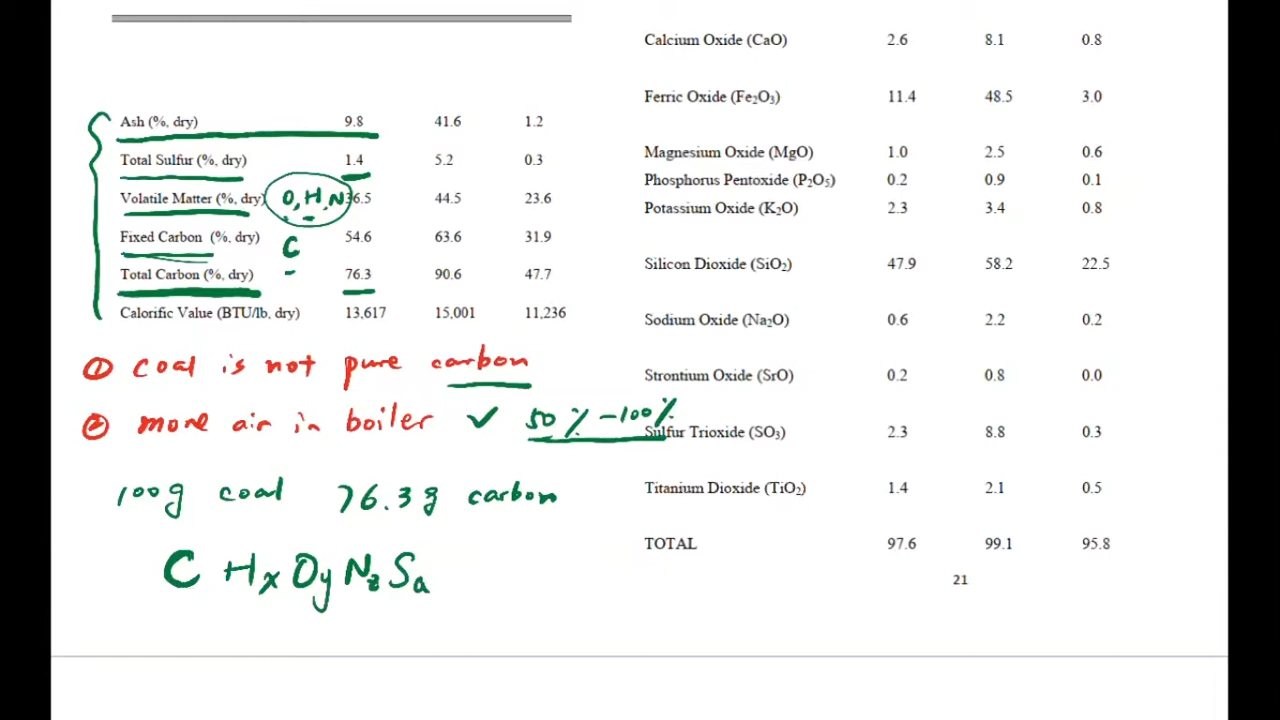 Ash (%, dry) 9.8 41.6 1.2
Total Sulfur (%, dry) 1.4 5.2 0.3
Volatile Matter (%, dry) O, H, N 36.5 44.5 23.6
Fixed Carbon (%, dry) C 54.6 63.6 31.9
Total Carbon (%, dry) 76.3 90.6 47.7
Calorific Value (BTU/lb, dry) 13,617 15,001 11,236
① coal is not pure carbon
② more air in boiler ✓ 50% - 100%
100g coal 76.3g carbon
C Hx Oy Nz Sa
Calcium Oxide (CaO) 2.6 8.1 0.8
Ferric Oxide (Fe₂O₃) 11.4 48.5 3.0
Magnesium Oxide (MgO) 1.0 2.5 0.6
Phosphorus Pentoxide (P₂O₅) 0.2 0.9 0.1
Potassium Oxide (K₂O) 2.3 3.4 0.8
Silicon Dioxide (SiO₂) 47.9 58.2 22.5
Sodium Oxide (Na₂O) 0.6 2.2 0.2
Strontium Oxide (SrO) 0.2 0.8 0.0
Sulfur Trioxide (SO₃) 2.3 8.8 0.3
Titanium Dioxide (TiO₂) 1.4 2.1 0.5
TOTAL 97.6 99.1 95.8
21